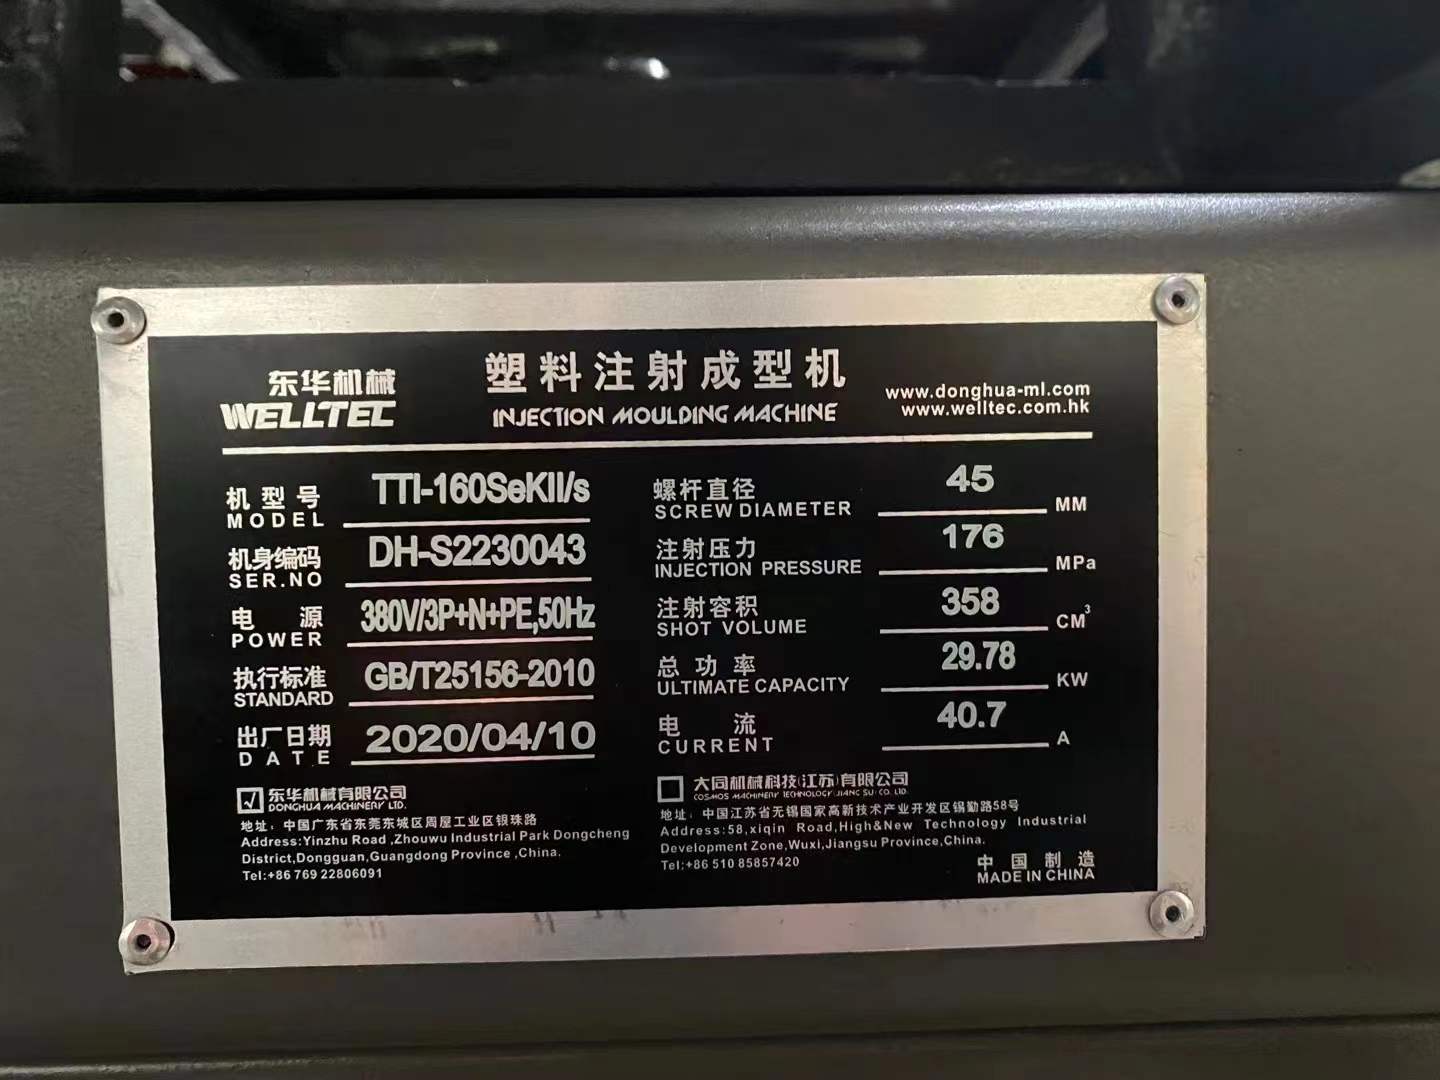 东华机械
WELLTEC
塑料注射成型机
INJECTION MOULDING MACHINE
www.donghua-ml.com
www.welltec.com.hk
机型号 TTI-160SeKII/s
MODEL
机身编码 DH-S2230043
SER.NO
电源 380V/3P+N+PE,50Hz
POWER
执行标准 GB/T25156-2010
STANDARD
出厂日期 2020/04/10
DATE
螺杆直径 45 MM
SCREW DIAMETER
注射压力 176 MPa
INJECTION PRESSURE
注射容积 358 CM³
SHOT VOLUME
总功率 29.78 KW
ULTIMATE CAPACITY
电流 40.7 A
CURRENT
☑ 东华机械有限公司
DONGHUA MACHINERY LTD.
地址：中国广东省东莞东城区周屋工业区银珠路
Address:Yinzhu Road ,Zhouwu Industrial Park Dongcheng
District,Dongguan,Guangdong Province ,China.
Tel:+86 769 22806091
☐ 大同机械科技(江苏)有限公司
COSMOS MACHINERY TECHNOLOGY(JIANG SU) CO. LTD.
地址：中国江苏省无锡国家高新技术产业开发区锡勤路58号
Address:58,xiqin Road,High&New Technology Industrial
Development Zone,Wuxi,Jiangsu Province,China.
Tel:+86 510 85857420
中国制造
MADE IN CHINA